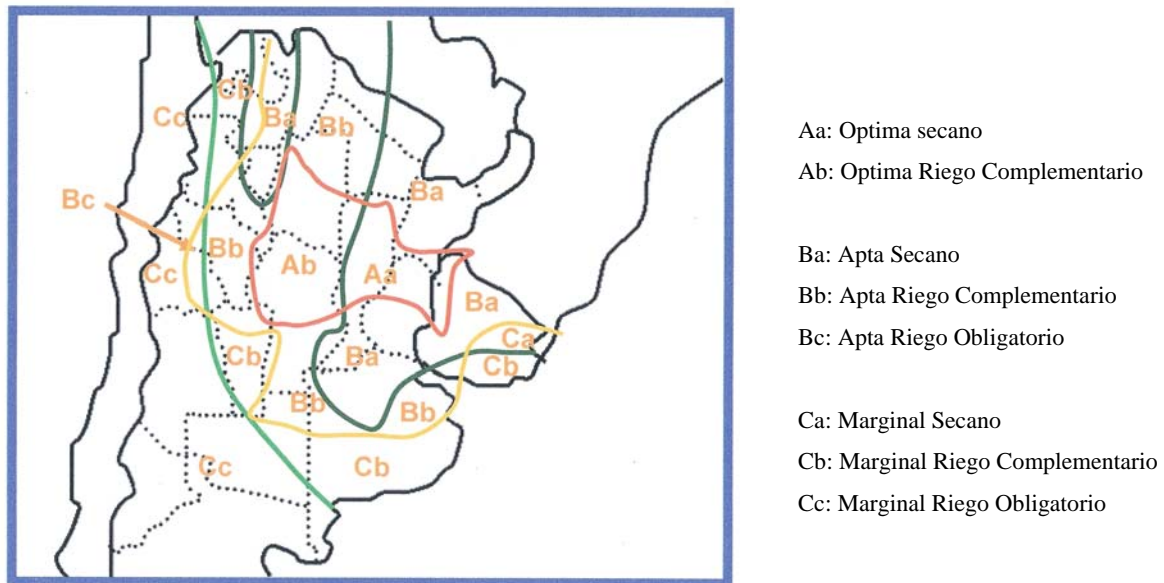 Cb
Cc
Ba
Bb
Ba
Bc
Bb
Cc
Ab
Aa
Ba
Ca
Cb
Cb
Ba
Bb
Bb
Cc
Cb
Aa: Optima secano
Ab: Optima Riego Complementario
Ba: Apta Secano
Bb: Apta Riego Complementario
Bc: Apta Riego Obligatorio
Ca: Marginal Secano
Cb: Marginal Riego Complementario
Cc: Marginal Riego Obligatorio